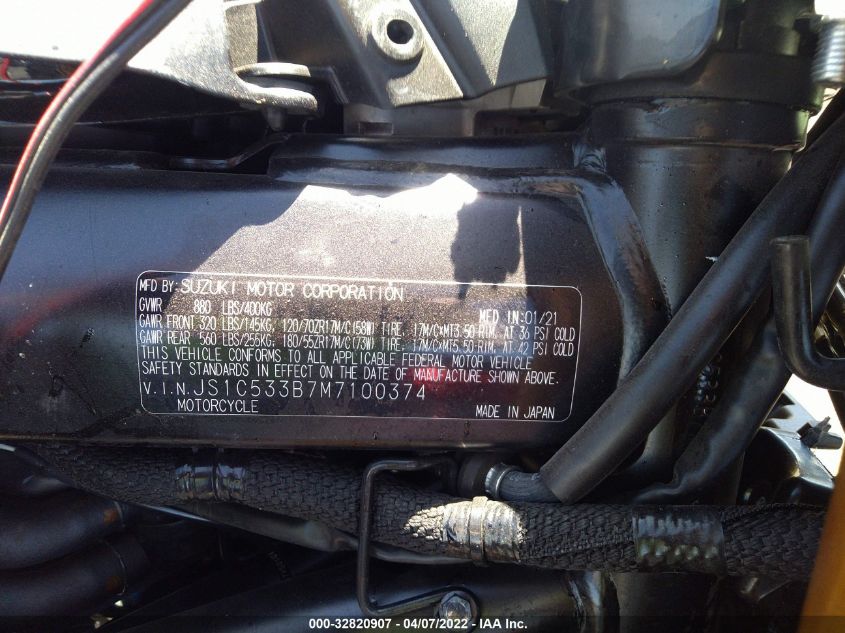 MFD BY: SUZUKI MOTOR CORPORATION
GVWR 880 LBS/400KG MFD IN: 01/21
GAWR FRONT 320 LBS/145KG, 120/70ZR17M/C(58W) TIRE, 17M/C×MT3.50 RIM, AT 36 PSI COLD
GAWR REAR 560 LBS/256KG, 180/55ZR17M/C(73W) TIRE, 17M/C×MT5.50 RIM, AT 42 PSI COLD
THIS VEHICLE CONFORMS TO ALL APPLICABLE FEDERAL MOTOR VEHICLE
SAFETY STANDARDS IN EFFECT ON THE DATE OF MANUFACTURE SHOWN ABOVE.
V.I.N. JS1C533B7M7100374
MOTORCYCLE MADE IN JAPAN
000-32820907 - 04/07/2022 - IAA Inc.